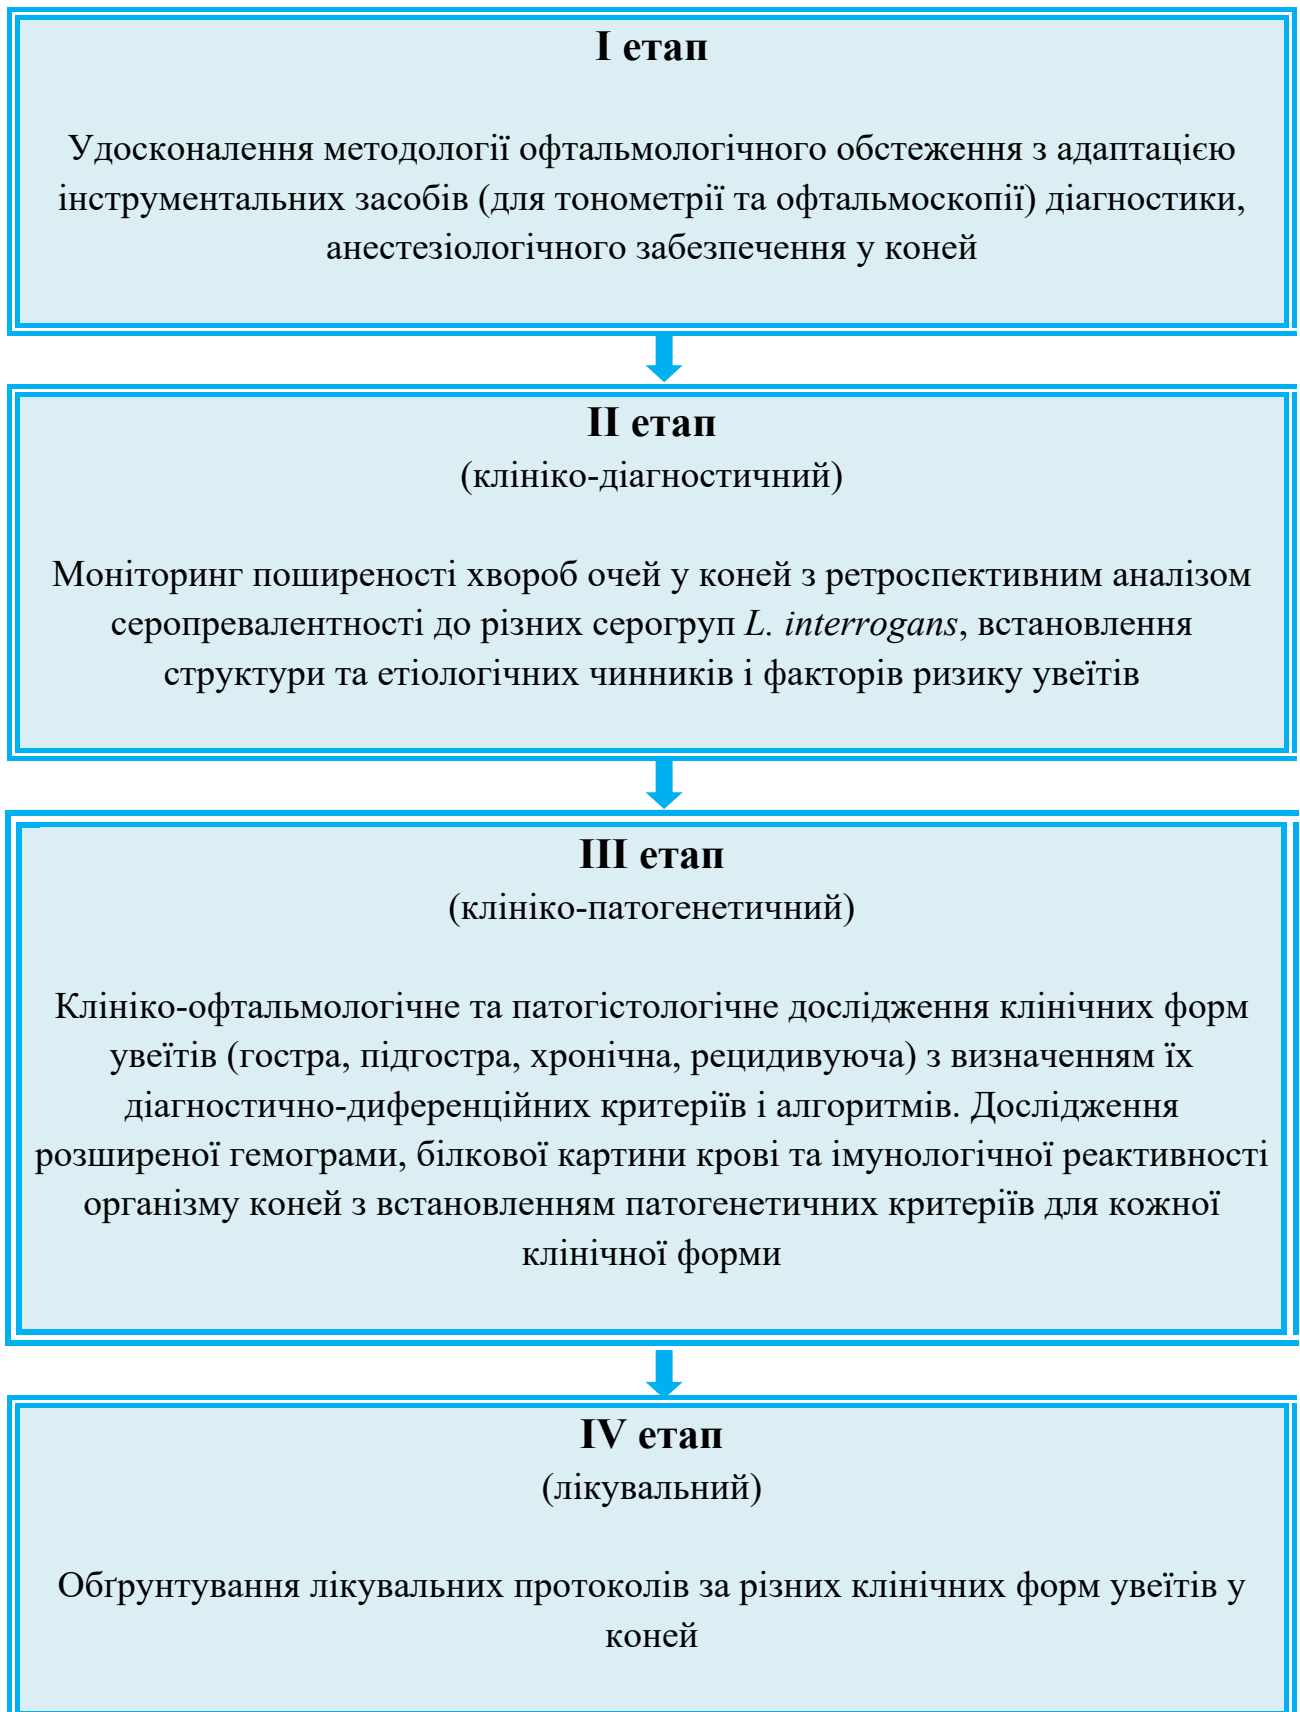 I етап
Удосконалення методології офтальмологічного обстеження з адаптацією
інструментальних засобів (для тонометрії та офтальмоскопії) діагностики,
анестезіологічного забезпечення у коней
II етап
(клініко-діагностичний)
Моніторинг поширеності хвороб очей у коней з ретроспективним аналізом
серопревалентності до різних серогруп L. interrogans, встановлення
структури та етіологічних чинників і факторів ризику увеїтів
III етап
(клініко-патогенетичний)
Клініко-офтальмологічне та патогістологічне дослідження клінічних форм
увеїтів (гостра, підгостра, хронічна, рецидивуюча) з визначенням їх
діагностично-диференційних критеріїв і алгоритмів. Дослідження
розширеної гемограми, білкової картини крові та імунологічної реактивності
організму коней з встановленням патогенетичних критеріїв для кожної
клінічної форми
IV етап
(лікувальний)
Обґрунтування лікувальних протоколів за різних клінічних форм увеїтів у
коней